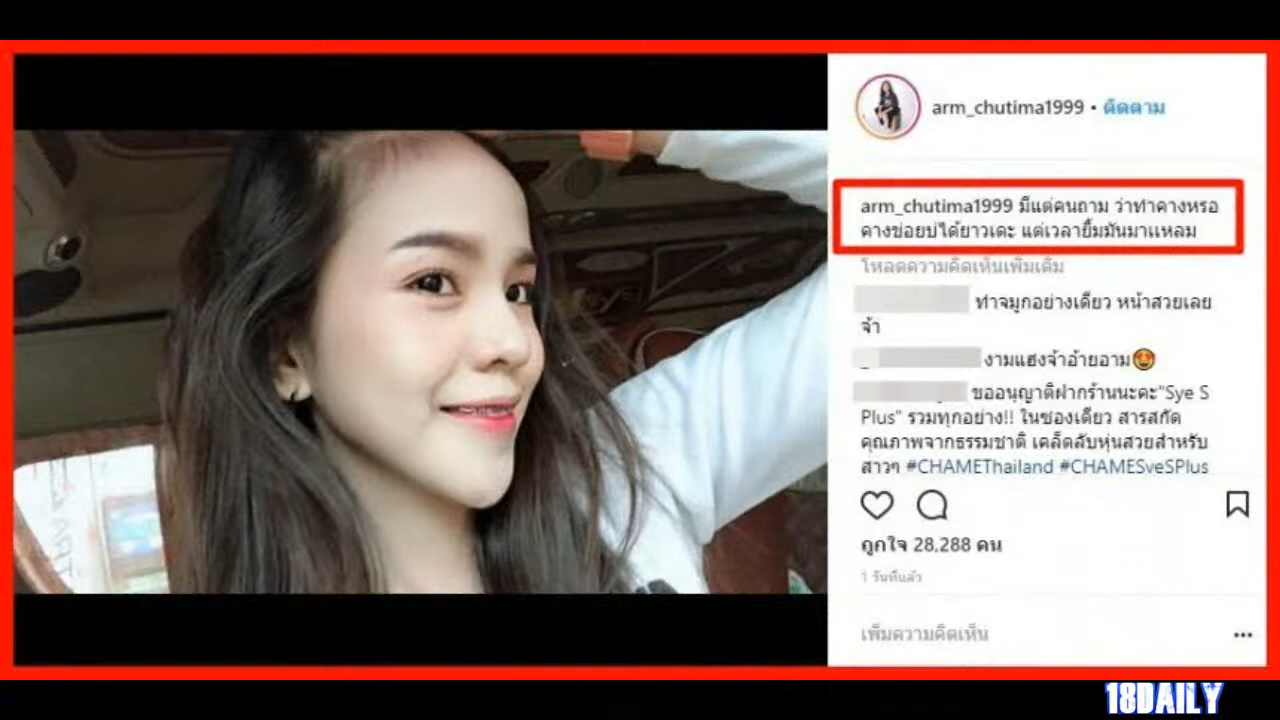 arm_chutima1999 • ติดตาม
arm_chutima1999 มีแต่คนถาม ว่าทำคางหรอ
คางข่อยบ่ได้ยาวเดะ แต่เวลายิ้มมันมาแหลม
โหลดความคิดเห็นเพิ่มเติม
ทำจมูกอย่างเดียว หน้าสวยเลย
จ้า
งามแฮงจ้าอ้ายอาม
ขออนุญาติฝากร้านนะคะ"Sye S
Plus" รวมทุกอย่าง!! ในซองเดียว สารสกัด
คุณภาพจากธรรมชาติ เคล็ดลับหุ่นสวยสำหรับ
สาวๆ #CHAMEThailand #CHAMESyeSPlus
ถูกใจ 28,288 คน
1 วันที่แล้ว
เพิ่มความคิดเห็น
18DAILY